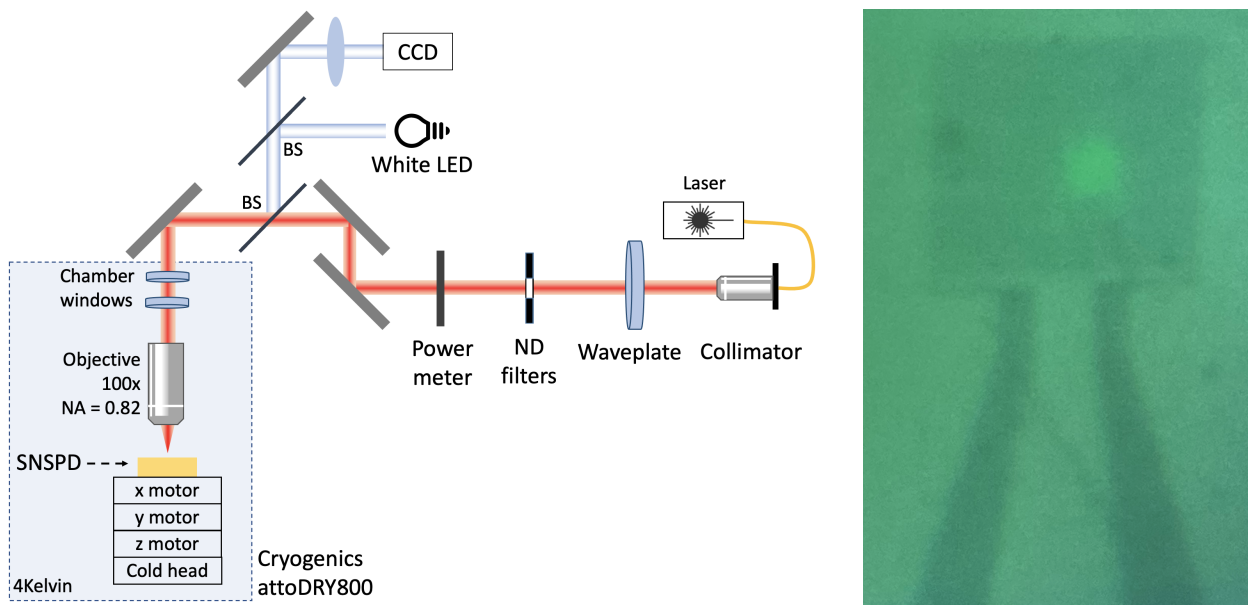 CCD
BS
White LED
BS
Laser
Chamber
windows
Objective
100x
NA = 0.82
Power
meter
ND
filters
Waveplate
Collimator
SNSPD
x motor
y motor
z motor
Cold head
4Kelvin
Cryogenics
attoDRY800